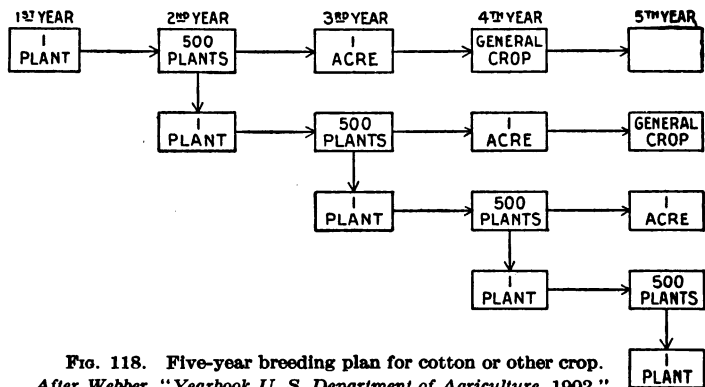 1ST YEAR 2ND YEAR 3RD YEAR 4TH YEAR 5TH YEAR
1 PLANT
500 PLANTS
1 ACRE
GENERAL CROP
1 PLANT
500 PLANTS
1 ACRE
GENERAL CROP
1 PLANT
500 PLANTS
1 ACRE
1 PLANT
500 PLANTS
1 PLANT
FIG. 118. Five-year breeding plan for cotton or other crop.
After Webber, "Yearbook U. S. Department of Agriculture, 1902."